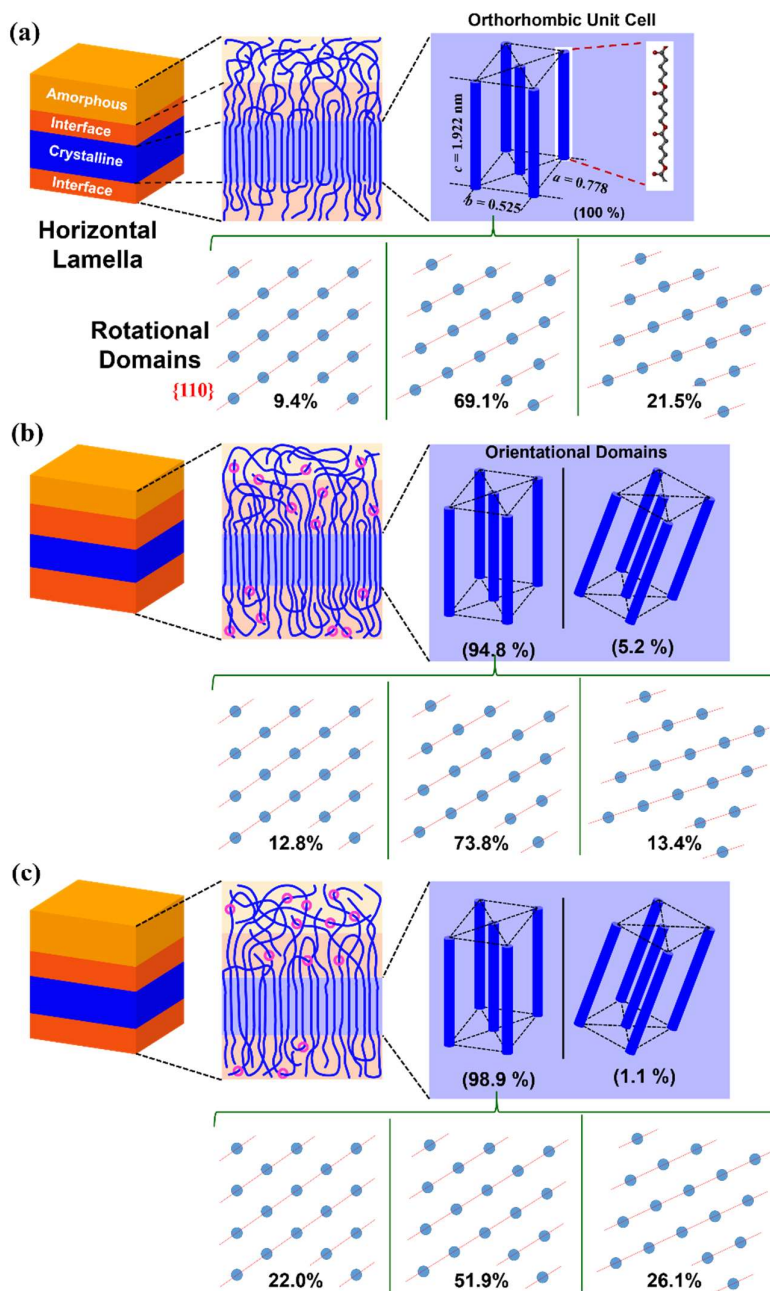 (a)
Orthorhombic Unit Cell
Amorphous
Interface
Crystalline
Interface
c = 1.922 nm
a = 0.778
b = 0.525
(100 %)
Horizontal
Lamella
Rotational
Domains
{110}
9.4%
69.1%
21.5%
(b)
Orientational Domains
(94.8 %)
(5.2 %)
12.8%
73.8%
13.4%
(c)
(98.9 %)
(1.1 %)
22.0%
51.9%
26.1%